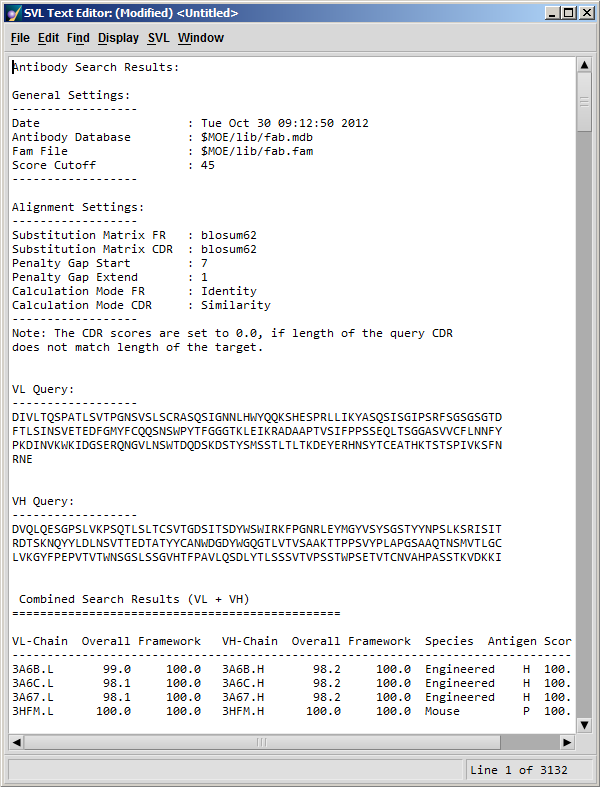 SVL Text Editor: (Modified) <Untitled>
File Edit Find Display SVL Window
Antibody Search Results:
General Settings:
------------------
Date : Tue Oct 30 09:12:50 2012
Antibody Database : $MOE/lib/fab.mdb
Fam File : $MOE/lib/fab.fam
Score Cutoff : 45
------------------
Alignment Settings:
------------------
Substitution Matrix FR : blosum62
Substitution Matrix CDR : blosum62
Penalty Gap Start : 7
Penalty Gap Extend : 1
Calculation Mode FR : Identity
Calculation Mode CDR : Similarity
------------------
Note: The CDR scores are set to 0.0, if length of the query CDR
does not match length of the target.
VL Query:
------------------
DIVLTQSPATLSVTPGNSVSLSCRASQSIGNNLHWYQQKSHESPRLLIKYASQSISGIPSRFSGSGSGTD
FTLSINSVETEDFGMYFCQQSNSWPYTFGGGTKLEIKRADAAPTVSIFPPSSEQLTSGGASVVCFLNNFY
PKDINVKWKIDGSERQNGVLNSWTDQDSKDSTYSMSSTLTLTKDEYERHNSYTCEATHKTSTSPIVKSFN
RNE
VH Query:
------------------
DVQLQESGPSLVKPSQTLSLTCSVTGDSITSDYWSWIRKFPGNRLEYMGYVSYSGSTYYNPSLKSRISIT
RDTSKNQYYLDLNSVTTEDTATYYCANWDGDYWGQGTLVTVSAAKTTPPSVYPLAPGSAAQTNSMVTLGC
LVKGYFPEPVTVTWNSGSLSSGVHTFPAVLQSDLYTLSSSVTVPSSTWPSETVTCNVAHPASSTKVDKKI
Combined Search Results (VL + VH)
===============================================
VL-Chain Overall Framework VH-Chain Overall Framework Species Antigen Scor
--------------------------------------------------------------------------------
3A6B.L 99.0 100.0 3A6B.H 98.2 100.0 Engineered H 100.
3A6C.L 98.1 100.0 3A6C.H 98.2 100.0 Engineered H 100.
3A67.L 98.1 100.0 3A67.H 98.2 100.0 Engineered H 100.
3HFM.L 100.0 100.0 3HFM.H 100.0 100.0 Mouse P 100.
Line 1 of 3132